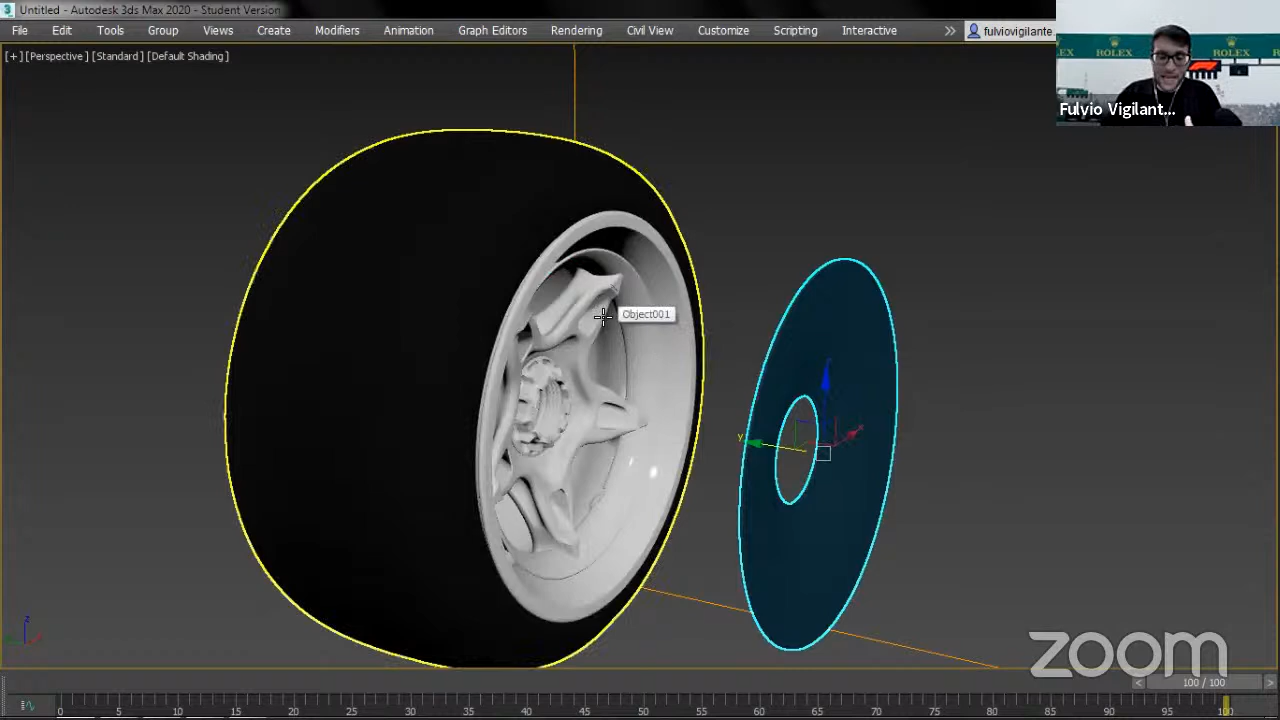 Untitled - Autodesk 3ds Max 2020 - Student Version
File Edit Tools Group Views Create Modifiers Animation Graph Editors Rendering Civil View Customize Scripting Interactive fulviovigilante
[+] [Perspective] [Standard] [Default Shading]
ROLEX ROLEX
Fulvio Vigilant...
Object001
y
z
zoom
< 100 / 100 >
0 5 10 15 20 25 30 35 40 45 50 55 60 65 70 75 80 85 90 95 100